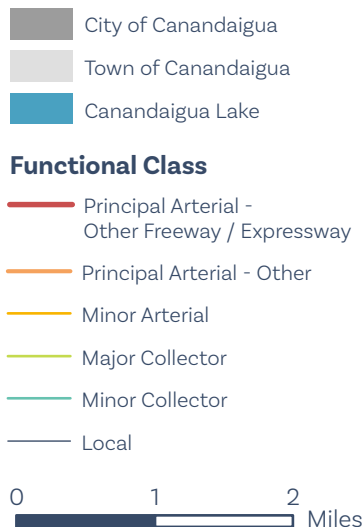 City of Canandaigua
Town of Canandaigua
Canandaigua Lake
Functional Class
Principal Arterial -
Other Freeway / Expressway
Principal Arterial - Other
Minor Arterial
Major Collector
Minor Collector
Local
0 1 2
Miles